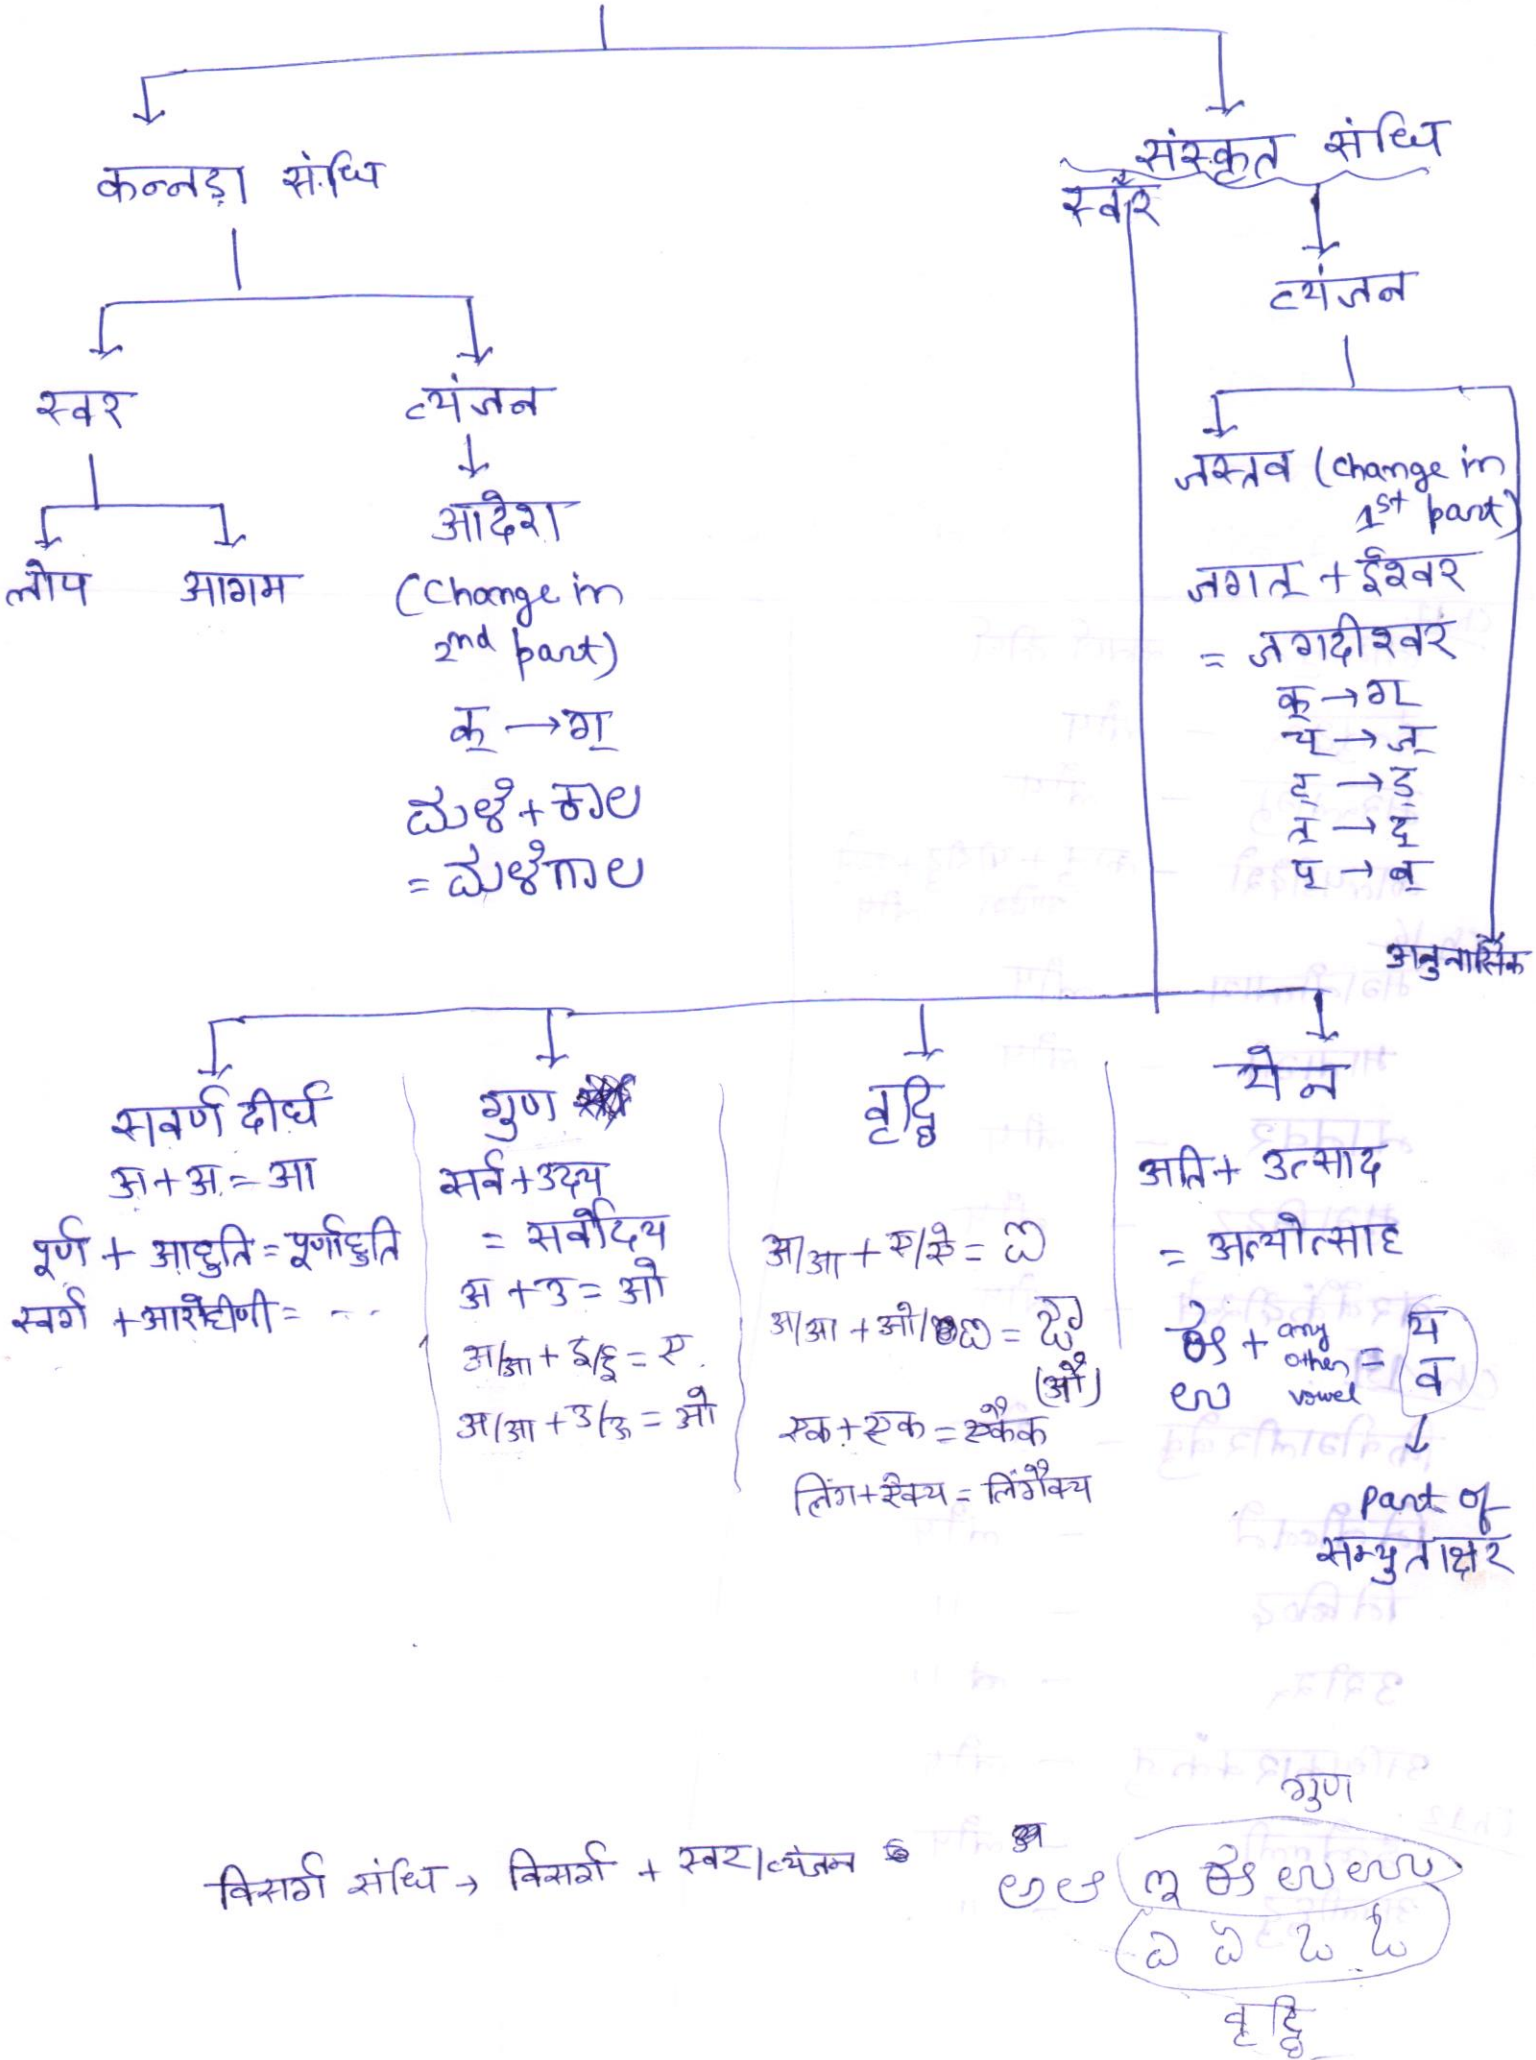 कन्नड़ा संधि
संस्कृत संधि
स्वर
व्यंजन
स्वर
व्यंजन
लोप
आगम
आदेश
(Change in
2nd part)
क् → ग्
ಮಳೆ + ಕಾಲ
= ಮಳೆಗಾಲ
जस्तव (change in
1st part)
जगत् + ईश्वर
= जगदीश्वर
क् → ग्
च् → ज्
ट् → ड्
त् → द्
प् → ब्
अनुनासिक
सवर्ण दीर्घ
अ + अ = आ
पूर्ण + आहुति = पूर्णाहुति
स्वर्ग + आरोहीणी = ...
गुण
सर्व + उदय
= सर्वोदय
अ + उ = ओ
अ/आ + इ/ई = ए
अ/आ + उ/ऊ = ओ
वृद्धि
अ/आ + ए/ऐ = ಐ
अ/आ + ओ/ = ಔ
(औ)
एक + एक = एकैक
लिंग + ऐक्य = लिंगैक्य
येन
अति + उत्साद
= अत्योत्साह
ಈ + any other vowel = य
ಉ व
part of
सम्युताक्षर
विसर्ग संधि → विसर्ग + स्वर/व्यंजन
गुण
ಅ ಆ ಇ ಈ ಉ ಊ
ಎ ಏ ಒ ಓ
वृद्धि